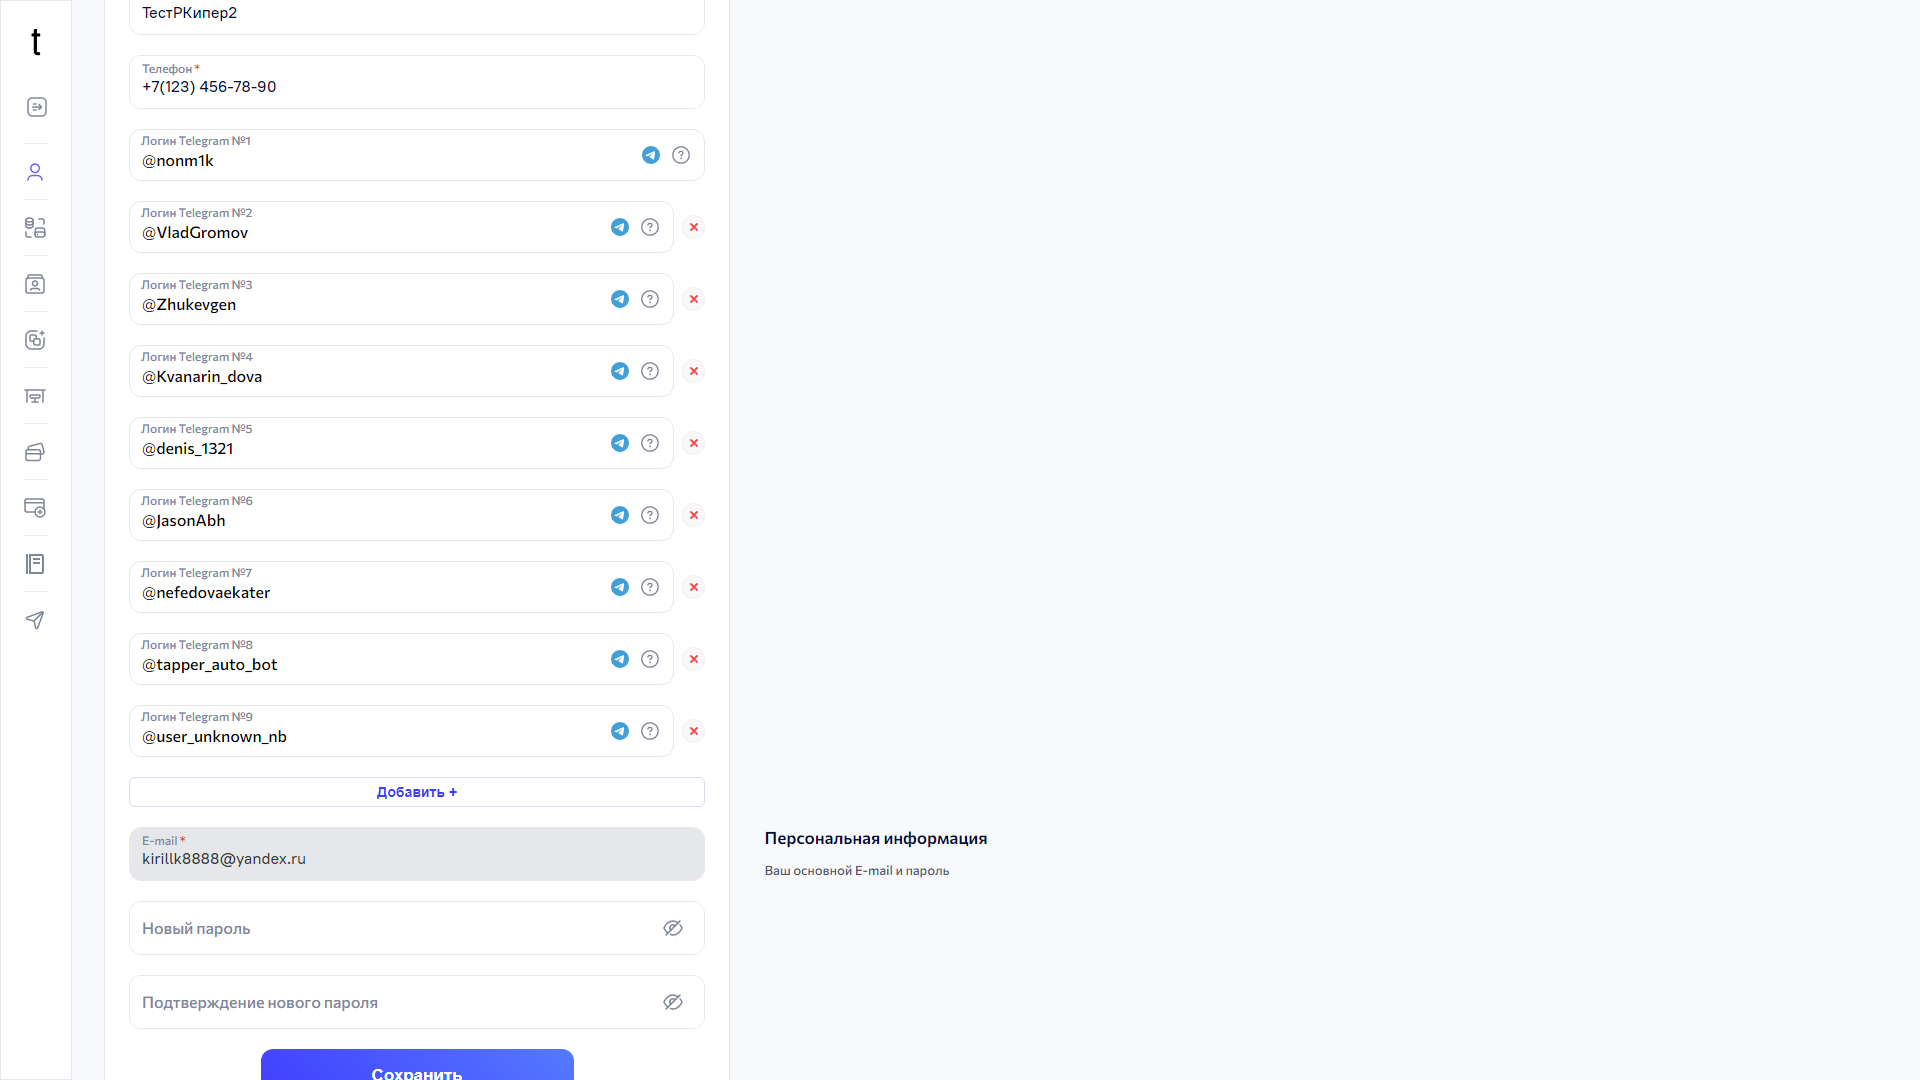 t
ТестРКипер2
Телефон *
+7(123) 456-78-90
Логин Telegram №1
@nonm1k
Логин Telegram №2
@VladGromov
Логин Telegram №3
@Zhukevgen
Логин Telegram №4
@Kvanarin_dova
Логин Telegram №5
@denis_1321
Логин Telegram №6
@JasonAbh
Логин Telegram №7
@nefedovaekater
Логин Telegram №8
@tapper_auto_bot
Логин Telegram №9
@user_unknown_nb
Добавить +
E-mail *
kirillk8888@yandex.ru
Персональная информация
Ваш основной E-mail и пароль
Новый пароль
Подтверждение нового пароля
Сохранить